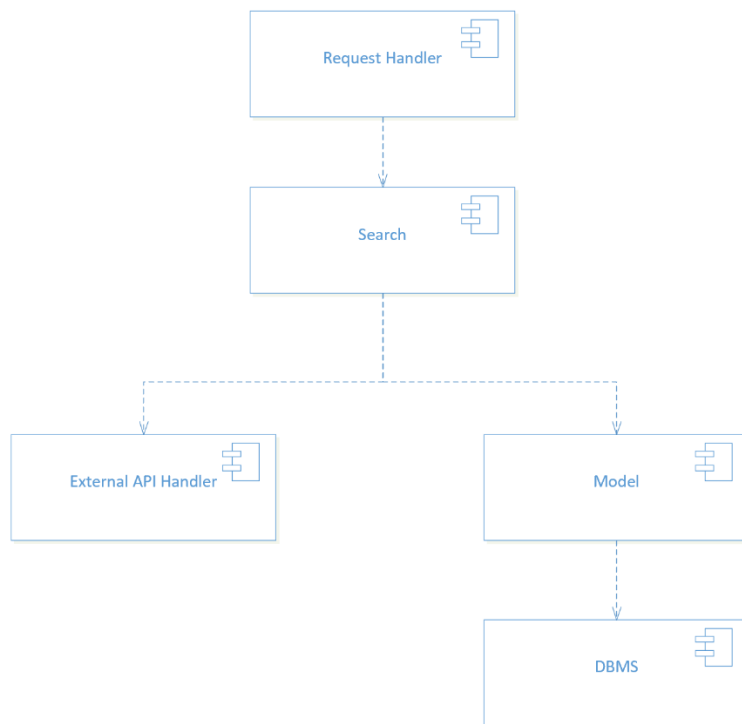 Request Handler
Search
External API Handler
Model
DBMS